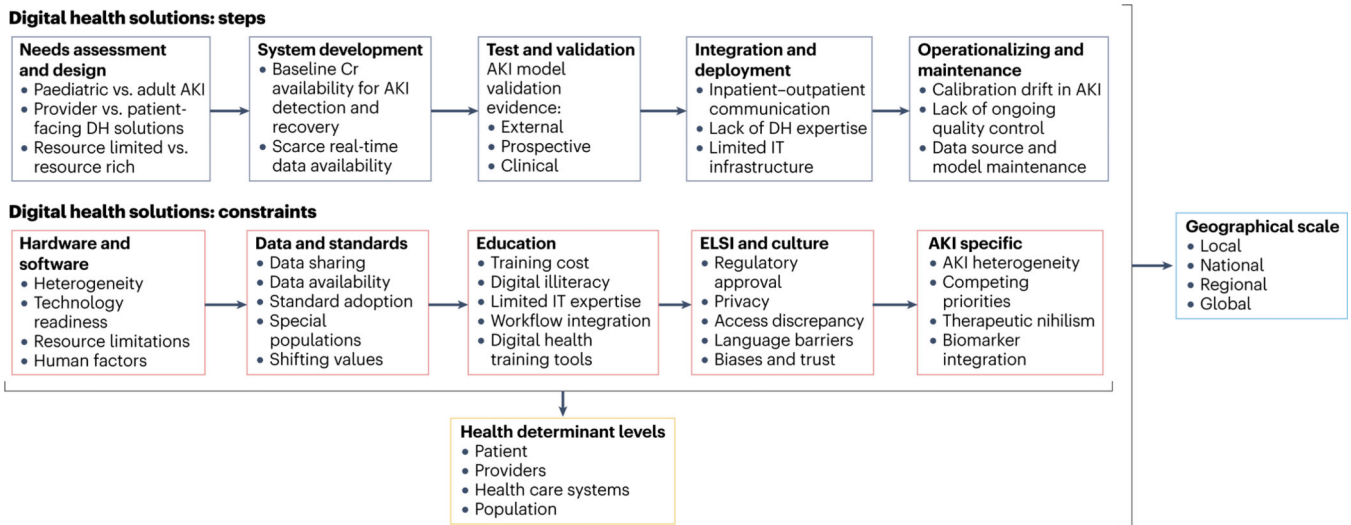 Digital health solutions: steps
Needs assessment
and design
• Paediatric vs. adult AKI
• Provider vs. patient-
facing DH solutions
• Resource limited vs.
resource rich
System development
• Baseline Cr
availability for AKI
detection and
recovery
• Scarce real-time
data availability
Test and validation
AKI model
validation
evidence:
• External
• Prospective
• Clinical
Integration and
deployment
• Inpatient–outpatient
communication
• Lack of DH expertise
• Limited IT
infrastructure
Operationalizing and
maintenance
• Calibration drift in AKI
• Lack of ongoing
quality control
• Data source and
model maintenance
Digital health solutions: constraints
Hardware and
software
• Heterogeneity
• Technology
readiness
• Resource limitations
• Human factors
Data and standards
• Data sharing
• Data availability
• Standard adoption
• Special
populations
• Shifting values
Education
• Training cost
• Digital illiteracy
• Limited IT expertise
• Workflow integration
• Digital health
training tools
ELSI and culture
• Regulatory
approval
• Privacy
• Access discrepancy
• Language barriers
• Biases and trust
AKI specific
• AKI heterogeneity
• Competing
priorities
• Therapeutic nihilism
• Biomarker
integration
Geographical scale
• Local
• National
• Regional
• Global
Health determinant levels
• Patient
• Providers
• Health care systems
• Population